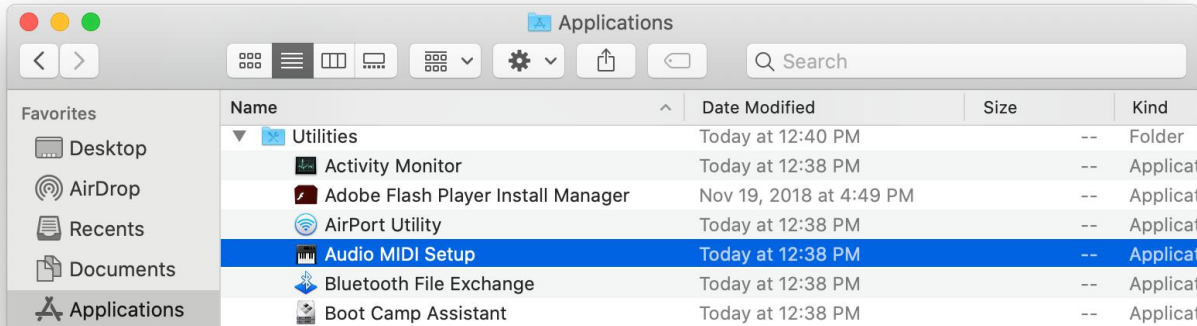 Applications
Search
Favorites
Desktop
AirDrop
Recents
Documents
Applications
Name Date Modified Size Kind
Utilities Today at 12:40 PM -- Folder
Activity Monitor Today at 12:38 PM -- Applicat
Adobe Flash Player Install Manager Nov 19, 2018 at 4:49 PM -- Applicat
AirPort Utility Today at 12:38 PM -- Applicat
Audio MIDI Setup Today at 12:38 PM -- Applicat
Bluetooth File Exchange Today at 12:38 PM -- Applicat
Boot Camp Assistant Today at 12:38 PM -- Applicat